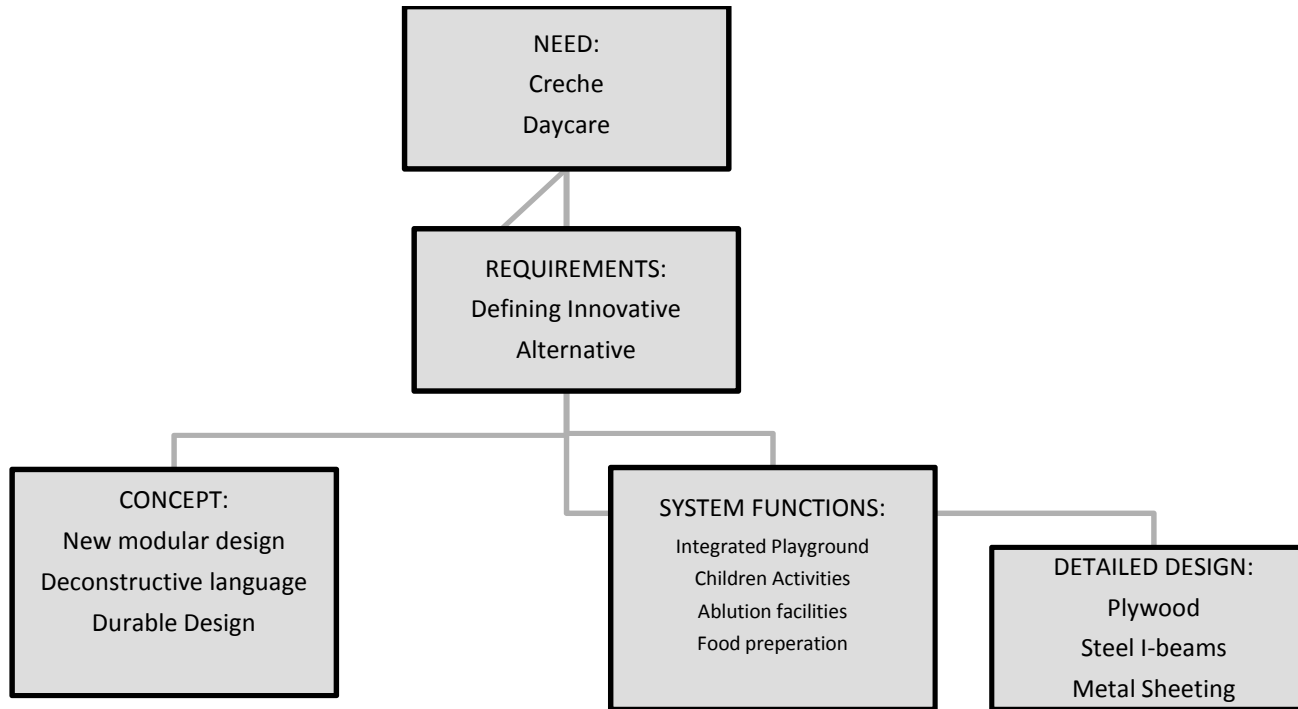 NEED:
Creche
Daycare
REQUIREMENTS:
Defining Innovative
Alternative
CONCEPT:
New modular design
Deconstructive language
Durable Design
SYSTEM FUNCTIONS:
Integrated Playground
Children Activities
Ablution facilities
Food preperation
DETAILED DESIGN:
Plywood
Steel I-beams
Metal Sheeting